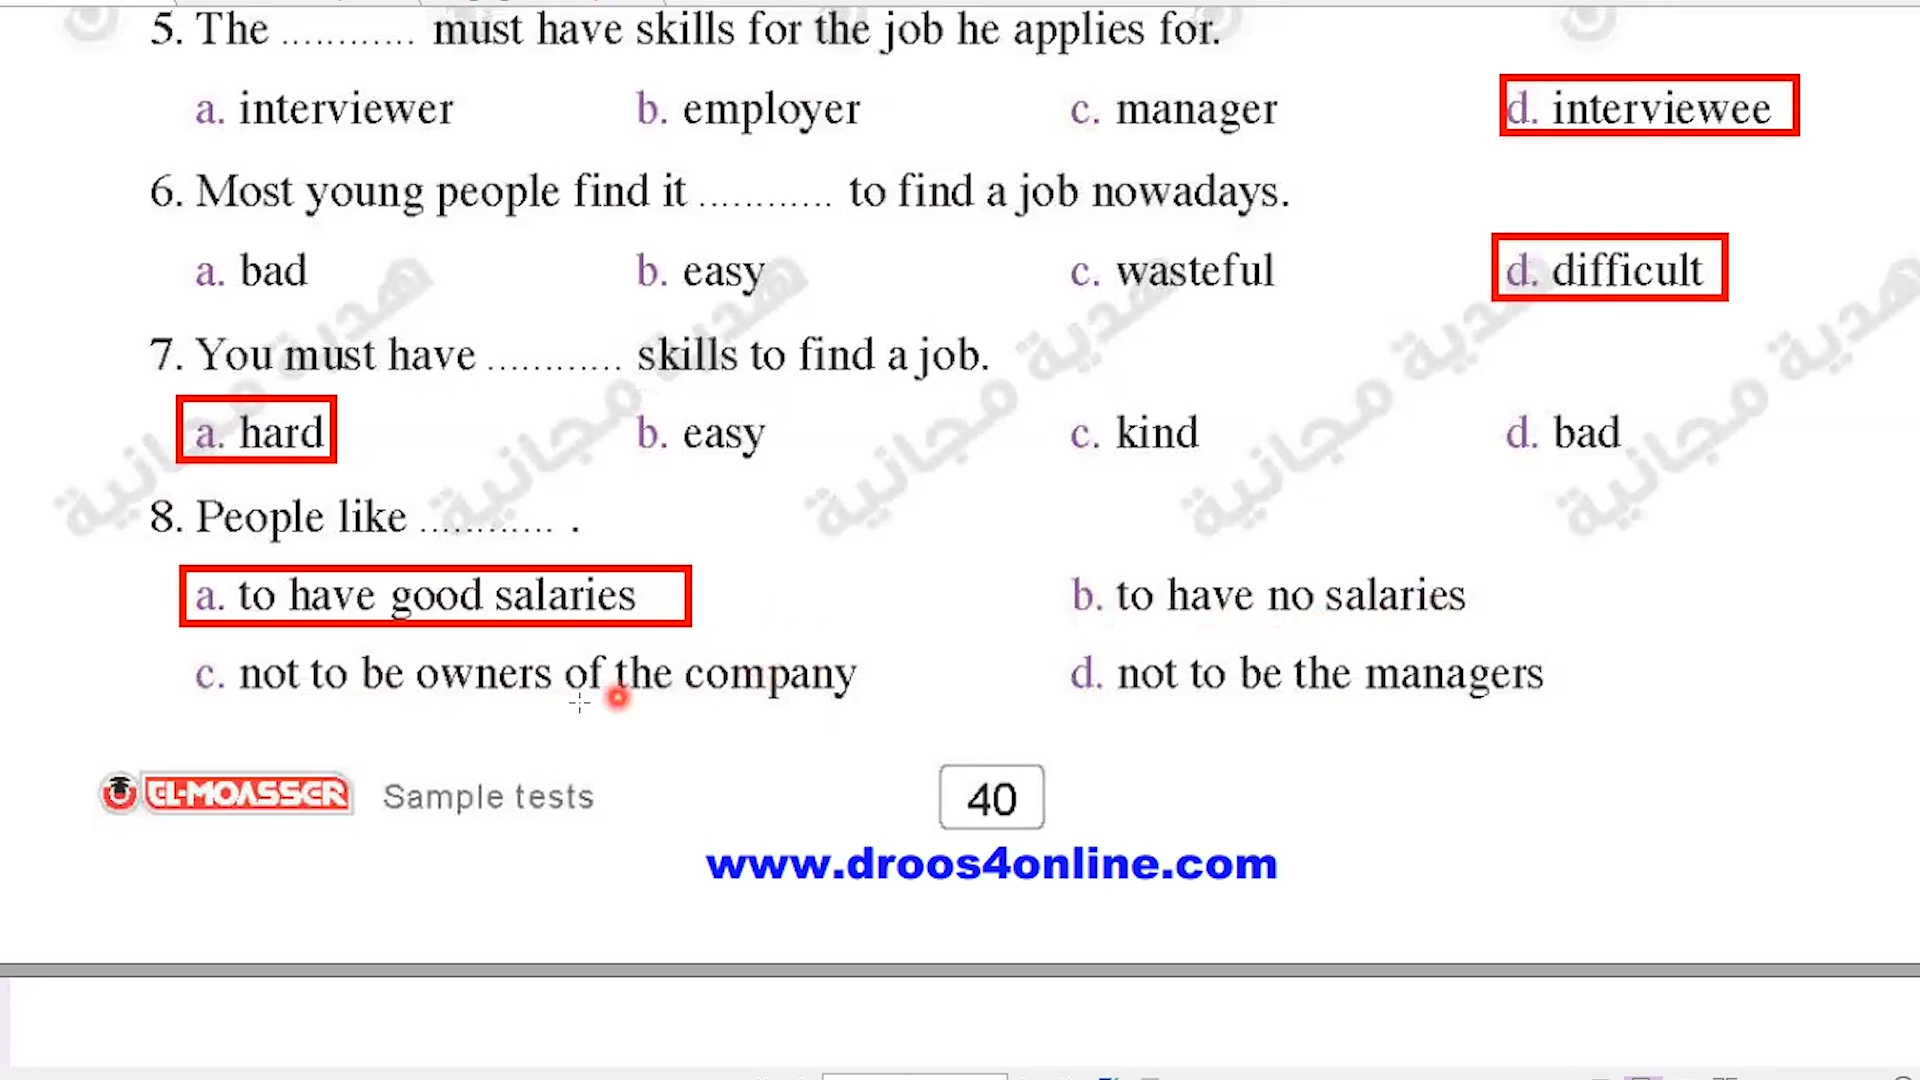 5. The ............ must have skills for the job he applies for.
a. interviewer b. employer c. manager d. interviewee
6. Most young people find it ............ to find a job nowadays.
a. bad b. easy c. wasteful d. difficult
7. You must have ............ skills to find a job.
a. hard b. easy c. kind d. bad
8. People like ............ .
a. to have good salaries b. to have no salaries
c. not to be owners of the company d. not to be the managers
هدية مجانية هدية مجانية هدية مجانية هدية مجانية هدية مجانية
EL-MOASSER Sample tests 40
www.droos4online.com